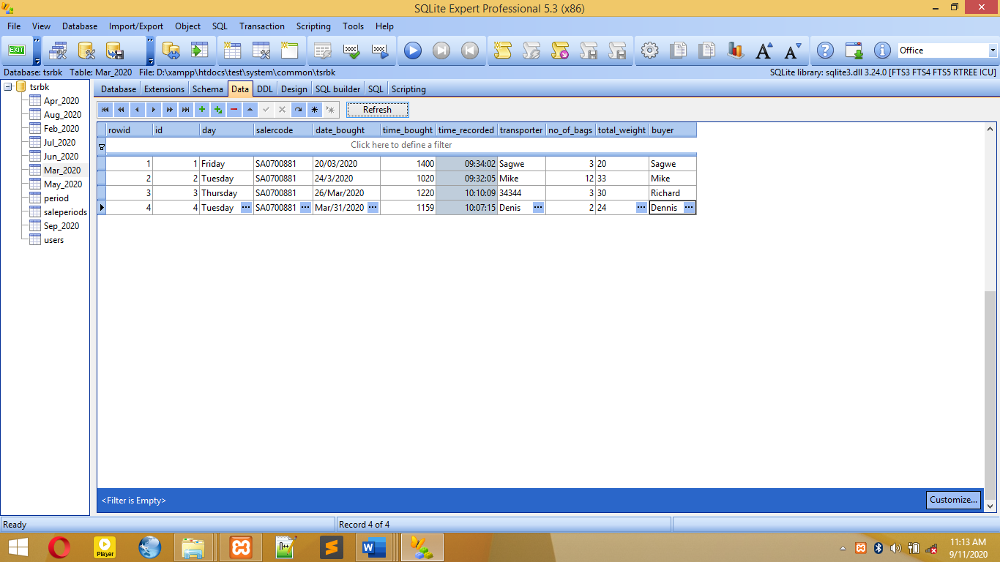 SQLite Expert Professional 5.3 (x86)
File View Database Import/Export Object SQL Transaction Scripting Tools Help
EXIT Office
Database: tsrbk Table: Mar_2020 File: D:\xampp\htdocs\test\system\common\tsrbk SQLite library: sqlite3.dll 3.24.0 [FTS3 FTS4 FTS5 RTREE ICU]
tsrbk
Apr_2020
Aug_2020
Feb_2020
Jul_2020
Jun_2020
Mar_2020
May_2020
period
saleperiods
Sep_2020
users
Database Extensions Schema Data DDL Design SQL builder SQL Scripting
Refresh
rowid id day salercode date_bought time_bought time_recorded transporter no_of_bags total_weight buyer
Click here to define a filter
1 1 Friday SA0700881 20/03/2020 1400 09:34:02 Sagwe 3 20 Sagwe
2 2 Tuesday SA0700881 24/3/2020 1020 09:32:05 Mike 12 33 Mike
3 3 Thursday SA0700881 26/Mar/2020 1220 10:10:09 34344 3 30 Richard
4 4 Tuesday SA0700881 Mar/31/2020 1159 10:07:15 Denis 2 24 Dennis
<Filter is Empty> Customize...
Ready Record 4 of 4
Player
11:13 AM
9/11/2020